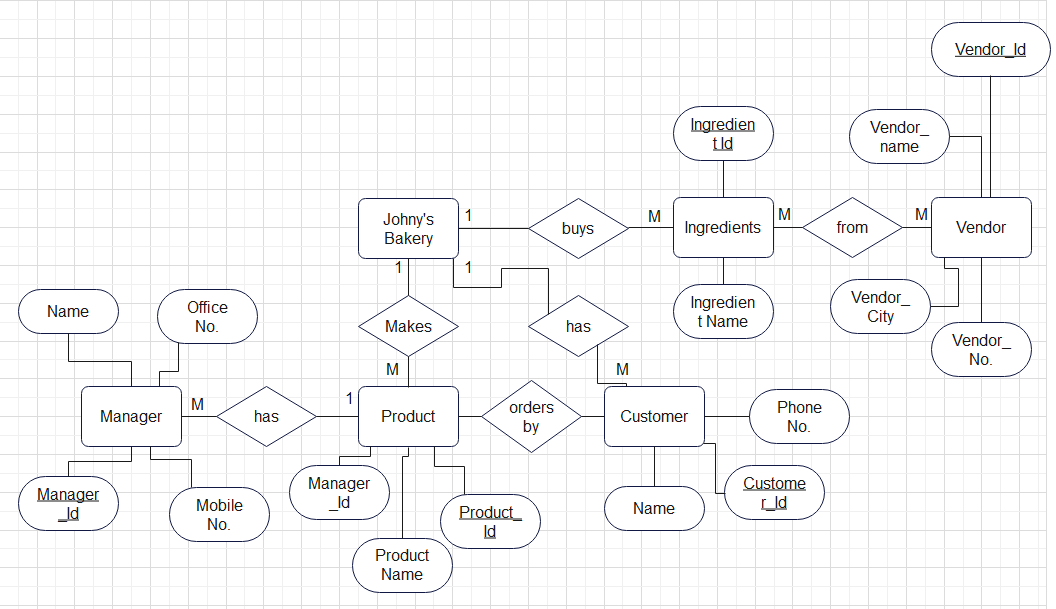 Vendor_Id
Ingredien
t Id
Vendor_
name
Johny's
Bakery
1
buys
M
Ingredients
M
from
M
Vendor
1
1
Name
Office
No.
Makes
has
Ingredien
t Name
Vendor_
City
Vendor_
No.
M
M
Manager
M
has
1
Product
orders
by
Customer
Phone
No.
Manager
_Id
Mobile
No.
Manager
_Id
Product_
Id
Product
Name
Name
Custome
r_Id